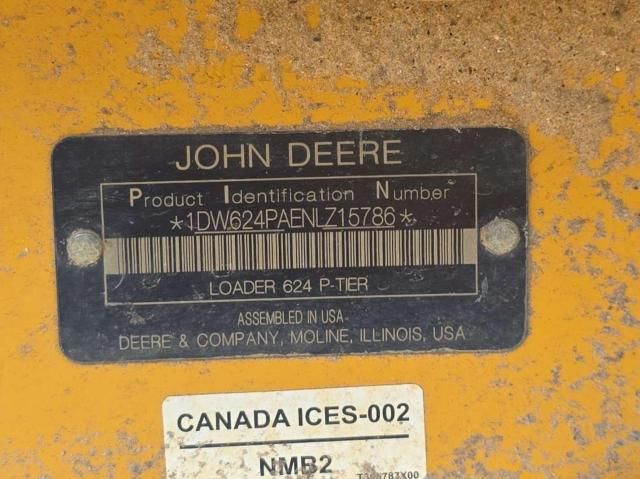 JOHN DEERE
Product Identification Number
*1DW624PAENLZ15786*
LOADER 624 P-TIER
ASSEMBLED IN USA
DEERE & COMPANY, MOLINE, ILLINOIS, USA
CANADA ICES-002
NMB2